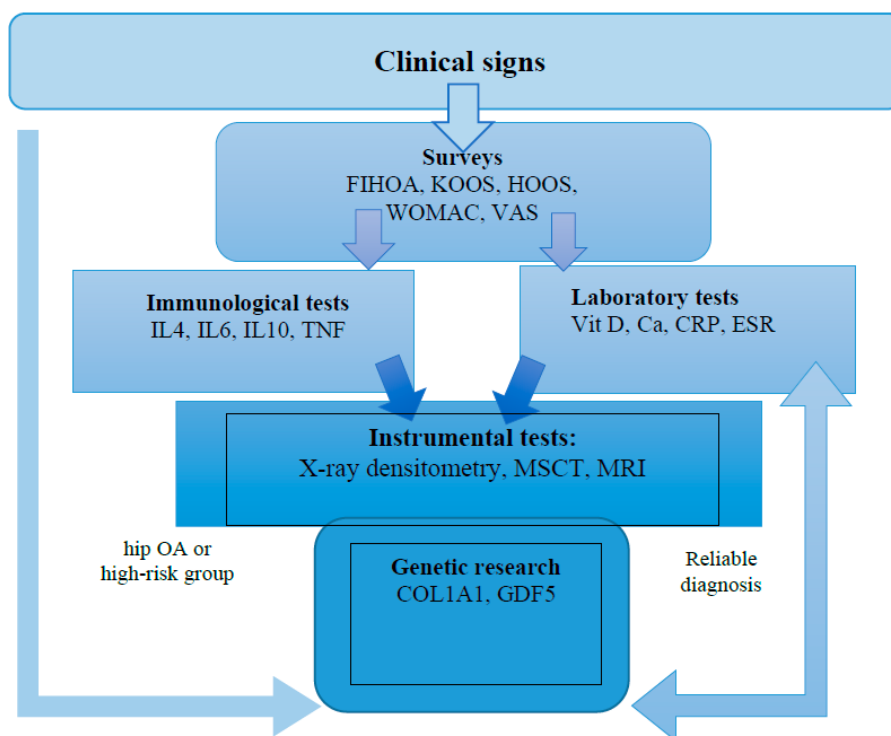 Clinical signs
Surveys
FIHOA, KOOS, HOOS,
WOMAC, VAS
Immunological tests
IL4, IL6, IL10, TNF
Laboratory tests
Vit D, Ca, CRP, ESR
Instrumental tests:
X-ray densitometry, MSCT, MRI
hip OA or
high-risk group
Genetic research
COL1A1, GDF5
Reliable
diagnosis